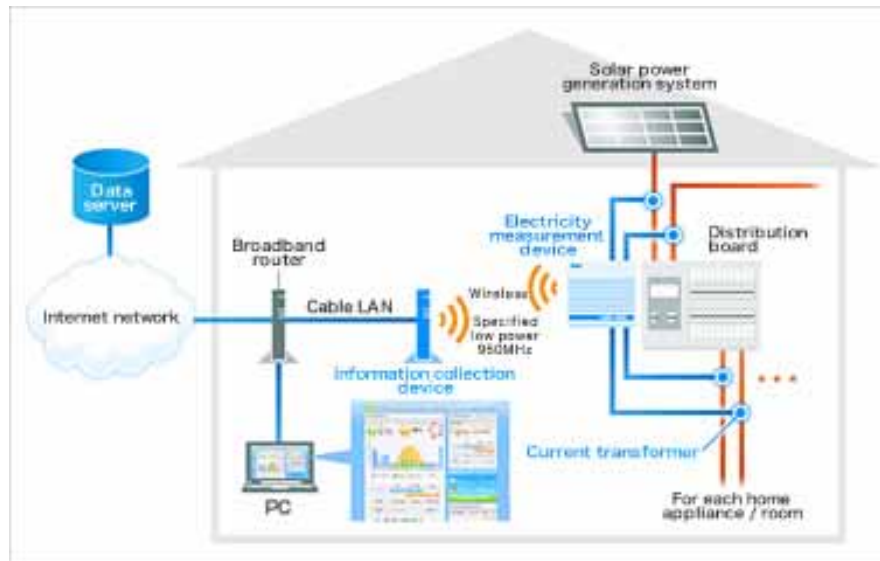 Solar power
generation system
Data
server
Electricity
measurement
device
Distribution
board
Broadband
router
Internet network
Cable LAN
Wireless
Specified
low power
950MHz
Information collection
device
PC
Current transformer
For each home
appliance / room